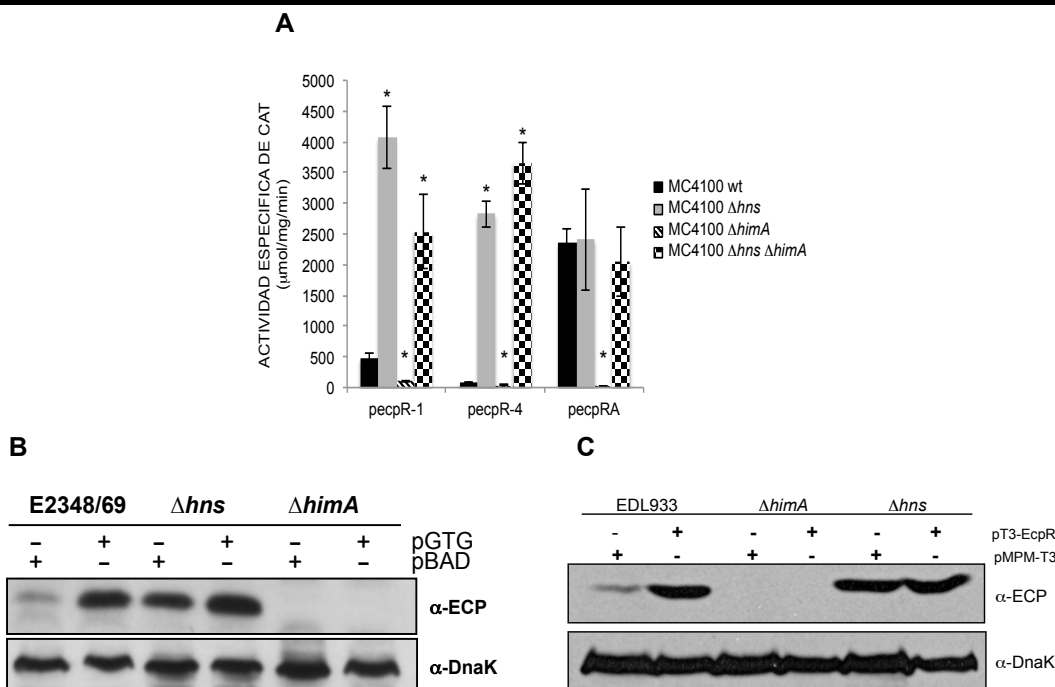 A
ACTIVIDAD ESPECIFICA DE CAT
(μmol/mg/min)
5000
4500
4000
3500
3000
2500
2000
1500
1000
500
0
* * * * * *
pecpR-1 pecpR-4 pecpRA
MC4100 wt
MC4100 Δhns
MC4100 ΔhimA
MC4100 Δhns ΔhimA
B
E2348/69 Δhns ΔhimA
– + – + – + pGTG
+ – + – + – pBAD
α-ECP
α-DnaK
C
EDL933 ΔhimA Δhns
- + - + - + pT3-EcpR
+ - + - + - pMPM-T3
α-ECP
α-DnaK